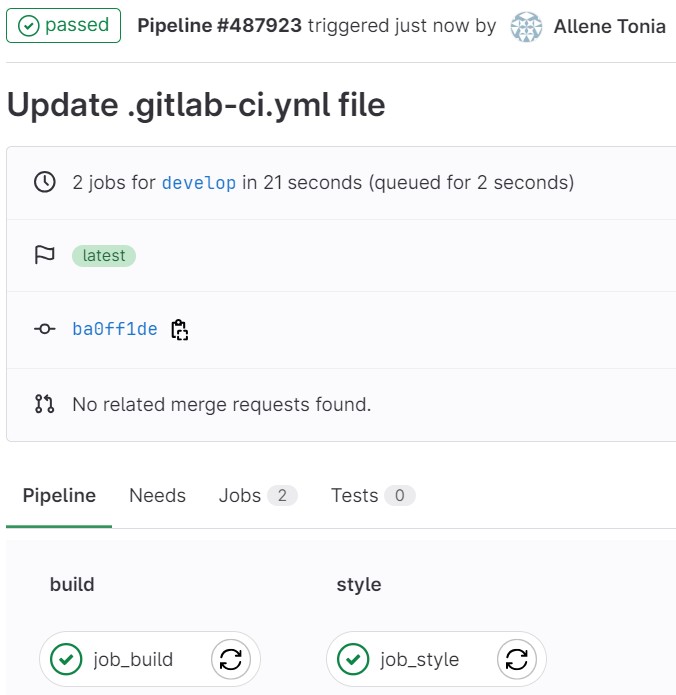 passed Pipeline #487923 triggered just now by Allene Tonia
Update .gitlab-ci.yml file
2 jobs for develop in 21 seconds (queued for 2 seconds)
latest
ba0ff1de
No related merge requests found.
Pipeline Needs Jobs 2 Tests 0
build style
job_build job_style